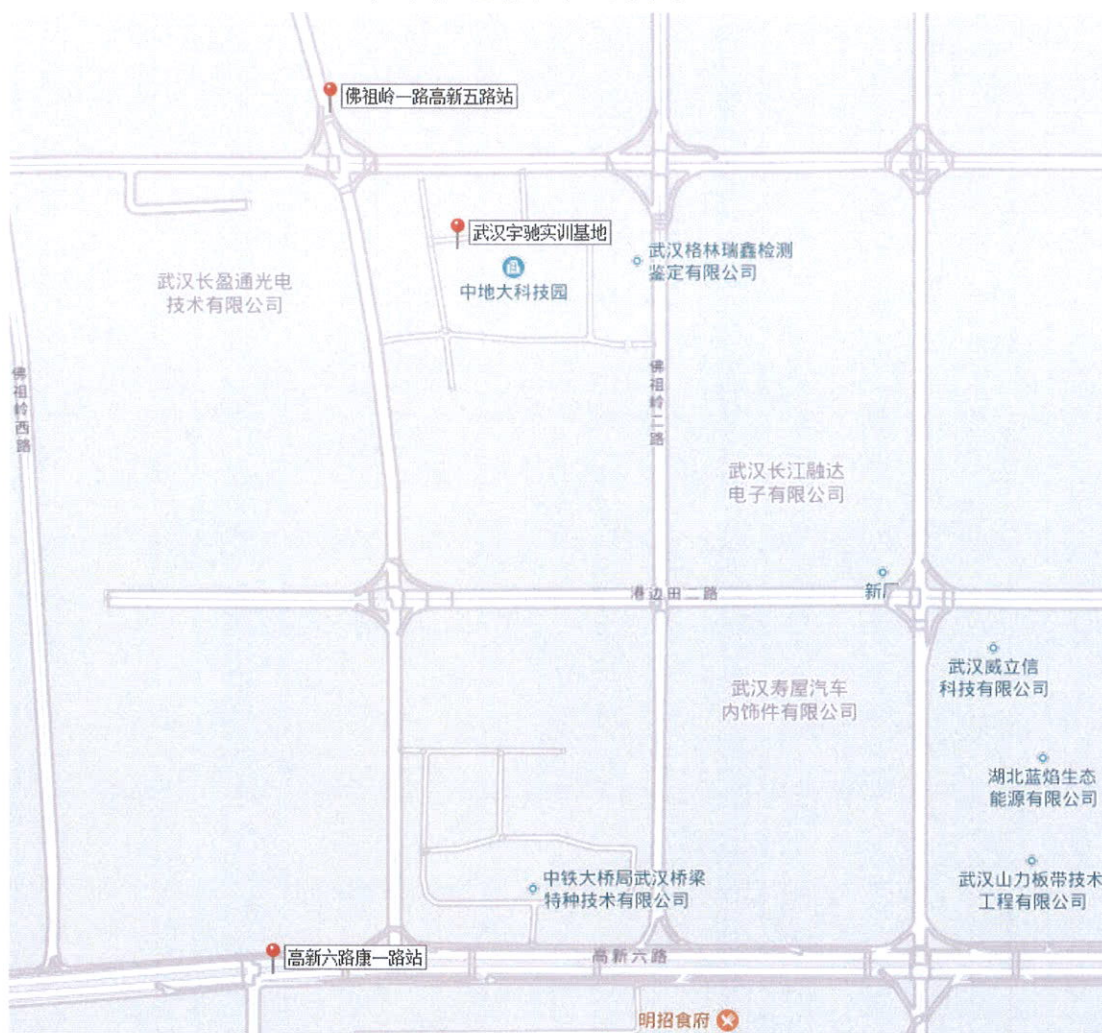 佛祖岭一路高新五路站
武汉宇驰实训基地
武汉格林瑞鑫检测
鉴定有限公司
中地大科技园
武汉长盈通光电
技术有限公司
佛祖岭西路
佛祖岭二路
武汉长江融达
电子有限公司
新厂
港边田二路
武汉威立信
科技有限公司
武汉寿屋汽车
内饰件有限公司
湖北蓝焰生态
能源有限公司
中铁大桥局武汉桥梁
特种技术有限公司
武汉山力板带技术
工程有限公司
高新六路康一路站
高新六路
明招食府